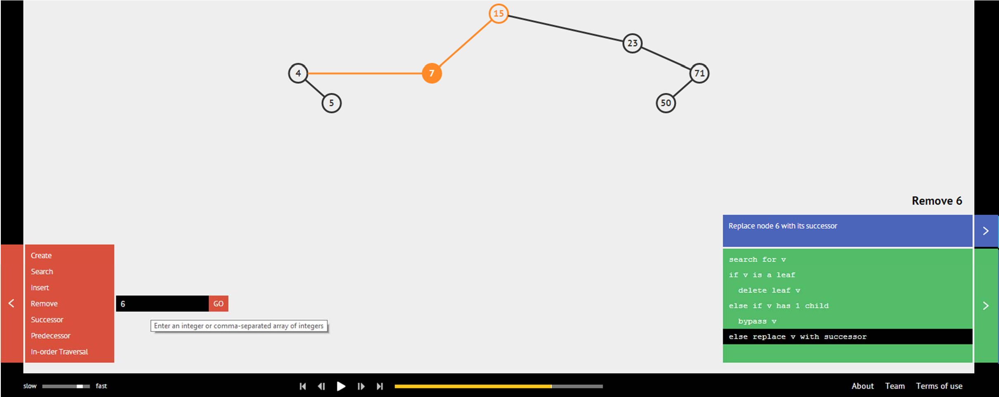 15
23
4
7
71
5
50
Remove 6
Replace node 6 with its successor
Create
Search
Insert
Remove
6
GO
Successor
Predecessor
In-order Traversal
Enter an integer or comma-separated array of integers
search for v
if v is a leaf
delete leaf v
else if v has 1 child
bypass v
else replace v with successor
slow
fast
About
Team
Terms of use